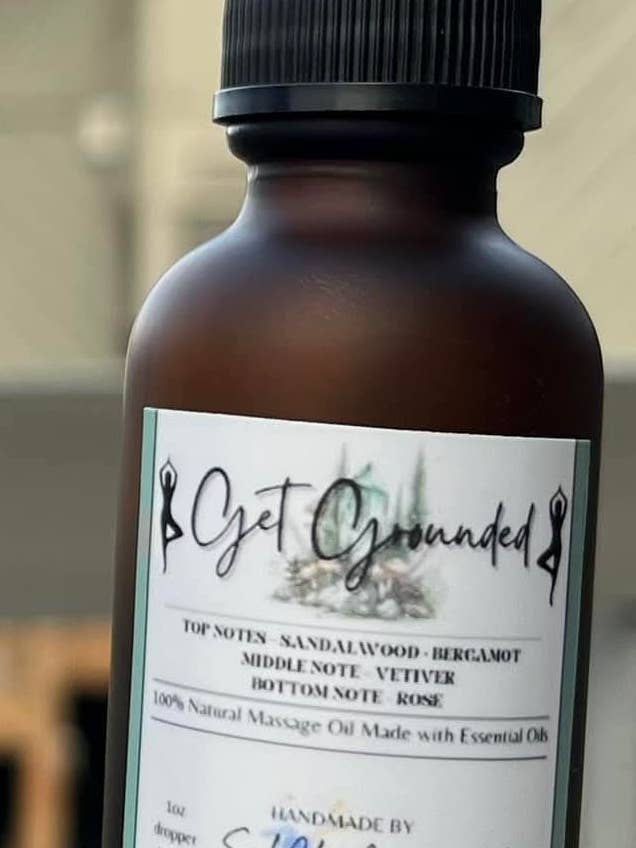 Get Grounded
TOP NOTES - SANDALWOOD - BERGAMOT
MIDDLE NOTE - VETIVER
BOTTOM NOTE - ROSE
100% Natural Massage Oil Made with Essential Oils
1oz
dropper
HANDMADE BY